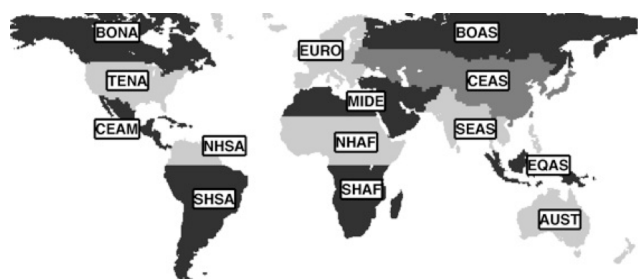 BONA
BOAS
EURO
TENA
CEAS
MIDE
CEAM
SEAS
NHSA
NHAF
EQAS
SHSA
SHAF
AUST